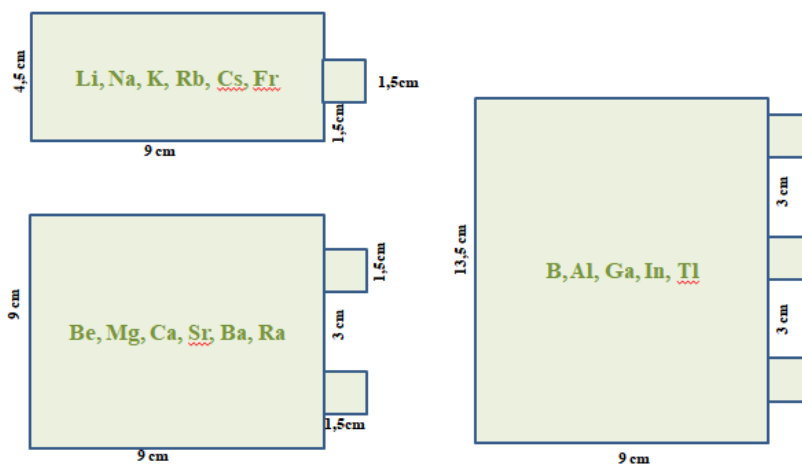 4,5 cm
Li, Na, K, Rb, Cs, Fr
1,5cm
1,5cm
9 cm
9 cm
Be, Mg, Ca, Sr, Ba, Ra
1,5cm
3 cm
1,5cm
9 cm
13,5 cm
B, Al, Ga, In, Tl
3 cm
3 cm
9 cm